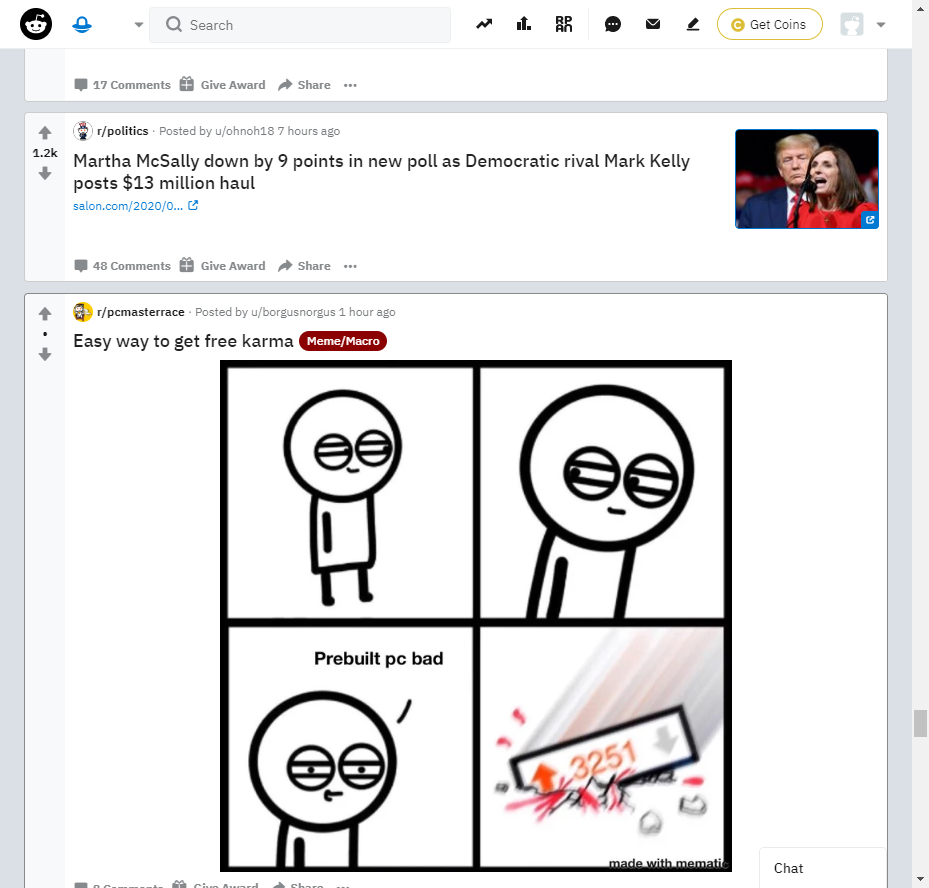 Search
Get Coins
17 Comments Give Award Share
r/politics · Posted by u/ohnoh18 7 hours ago
1.2k
Martha McSally down by 9 points in new poll as Democratic rival Mark Kelly
posts $13 million haul
salon.com/2020/0...
48 Comments Give Award Share
r/pcmasterrace · Posted by u/borgusnorgus 1 hour ago
•
Easy way to get free karma Meme/Macro
Prebuilt pc bad
3251
made with mematic
8 Comments Give Award Share
Chat